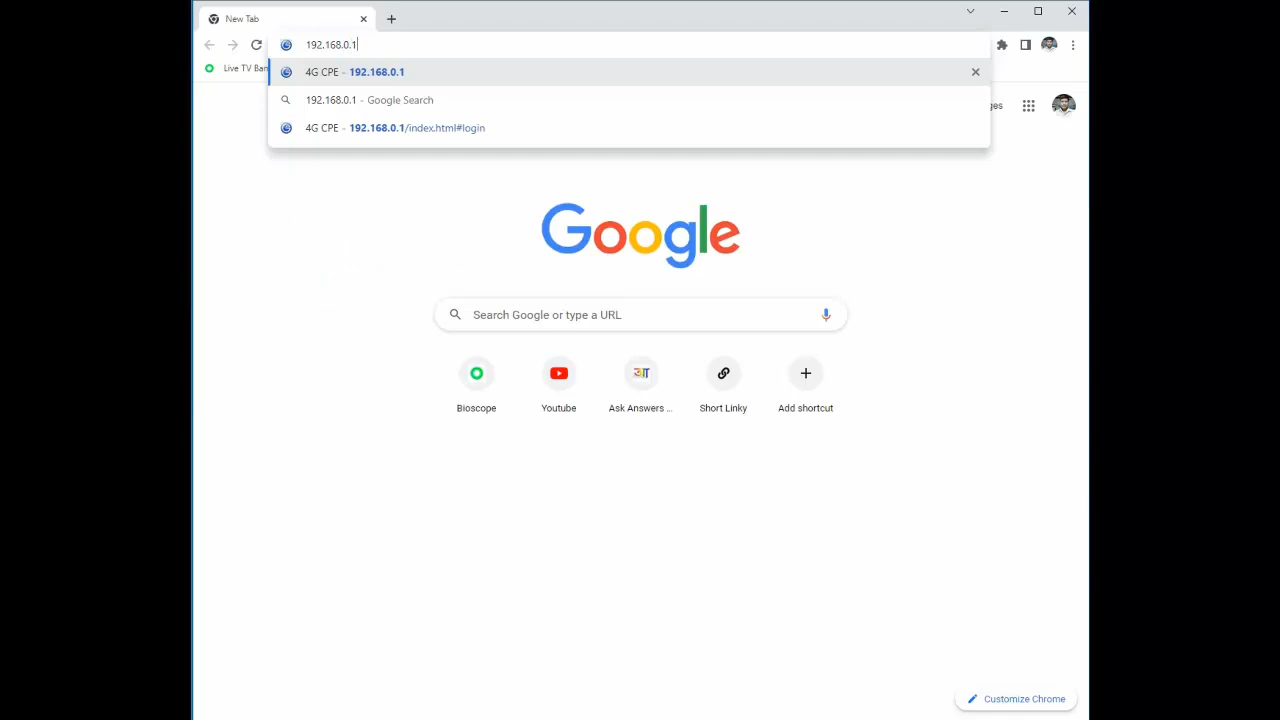 New Tab
192.168.0.1
Live TV Ban
4G CPE - 192.168.0.1
192.168.0.1 - Google Search
4G CPE - 192.168.0.1/index.html#login
ges
Google
Search Google or type a URL
Bioscope
Youtube
Ask Answers ...
Short Linky
Add shortcut
Customize Chrome